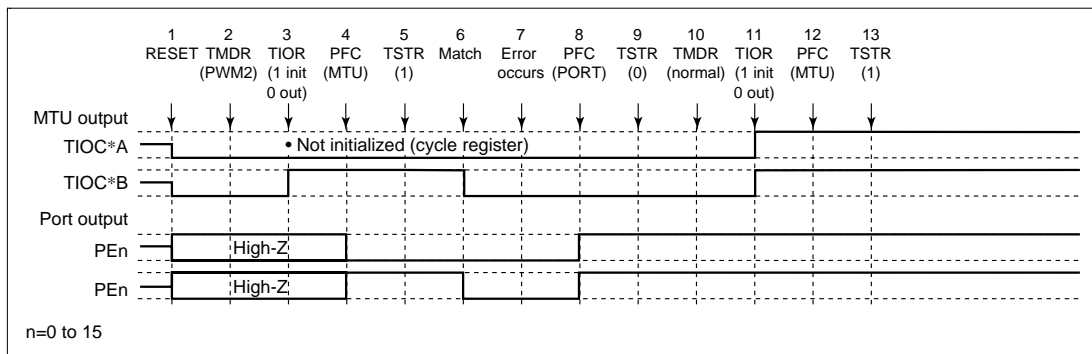 1 2 3 4 5 6 7 8 9 10 11 12 13
RESET TMDR TIOR PFC TSTR Match Error PFC TSTR TMDR TIOR PFC TSTR
(PWM2) (1 init (MTU) (1) occurs (PORT) (0) (normal) (1 init (MTU) (1)
0 out) 0 out)
MTU output
TIOC*A • Not initialized (cycle register)
TIOC*B
Port output
PEn High-Z
PEn High-Z
n=0 to 15